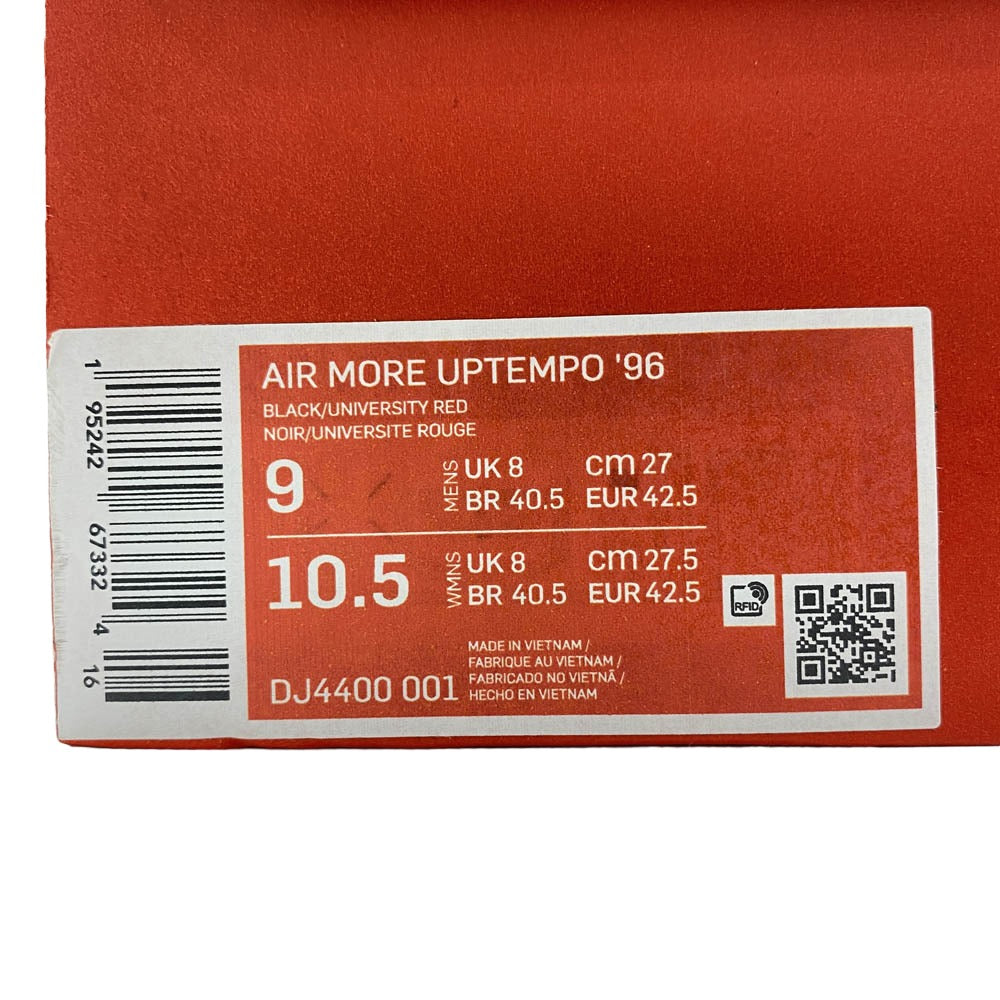 1 95242 67332 4 16
AIR MORE UPTEMPO '96
BLACK/UNIVERSITY RED
NOIR/UNIVERSITE ROUGE
9 MENS UK 8 cm 27
BR 40.5 EUR 42.5
10.5 WMNS UK 8 cm 27.5
BR 40.5 EUR 42.5
RFID
DJ4400 001
MADE IN VIETNAM /
FABRIQUE AU VIETNAM /
FABRICADO NO VIETNÃ /
HECHO EN VIETNAM